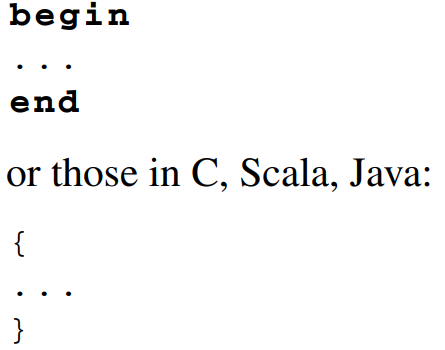 begin
...
end
or those in C, Scala, Java:
{
...
}